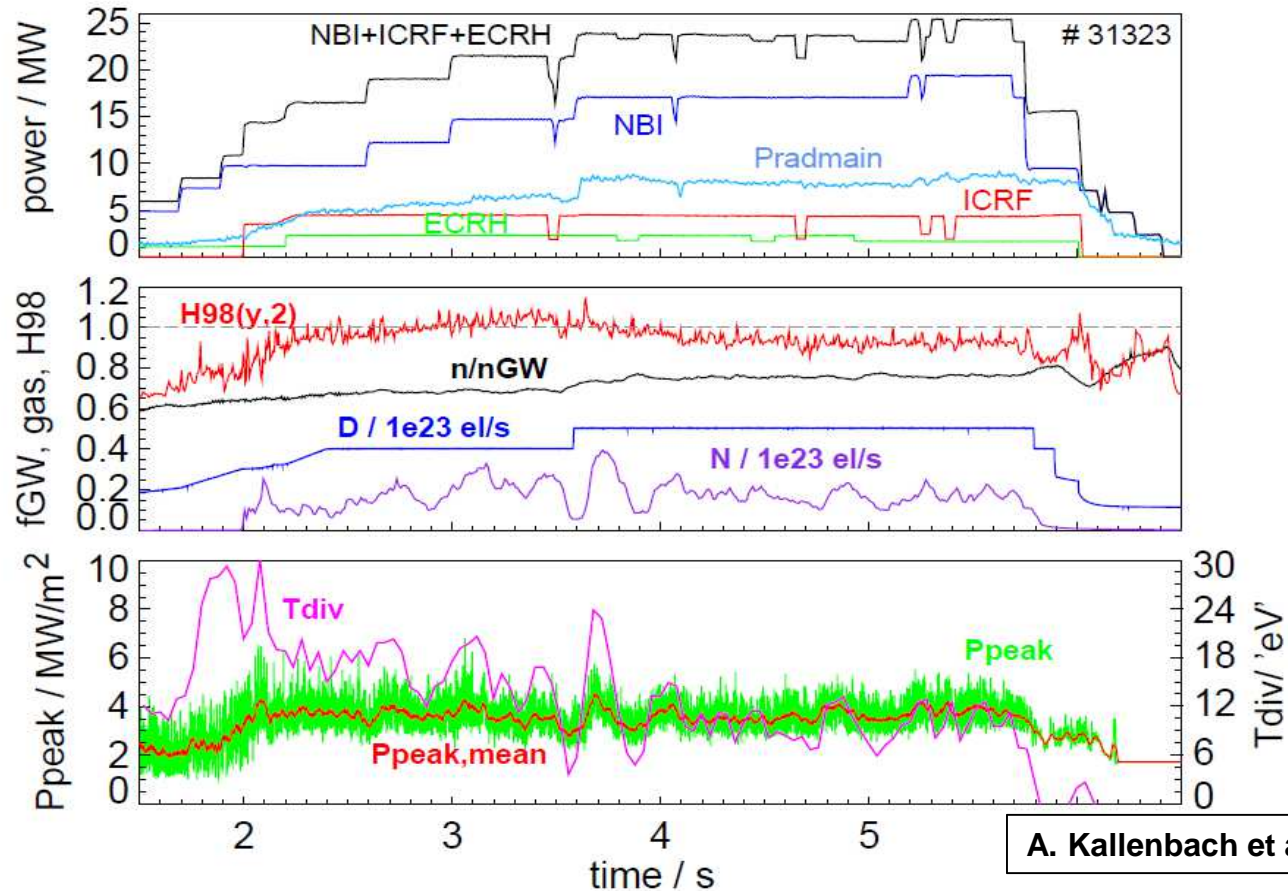 power / MW
25
20
15
10
5
0
NBI+ICRF+ECRH
# 31323
NBI
Pradmain
ICRF
ECRH
fGW, gas, H98
1.2
1.0
0.8
0.6
0.4
0.2
0.0
H98(y,2)
n/nGW
D / 1e23 el/s
N / 1e23 el/s
Ppeak / MW/m2
10
8
6
4
2
0
Tdiv
Ppeak
Ppeak,mean
30
24
18
12
6
0
Tdiv/ 'eV'
2
3
4
5
time / s
A. Kallenbach et a